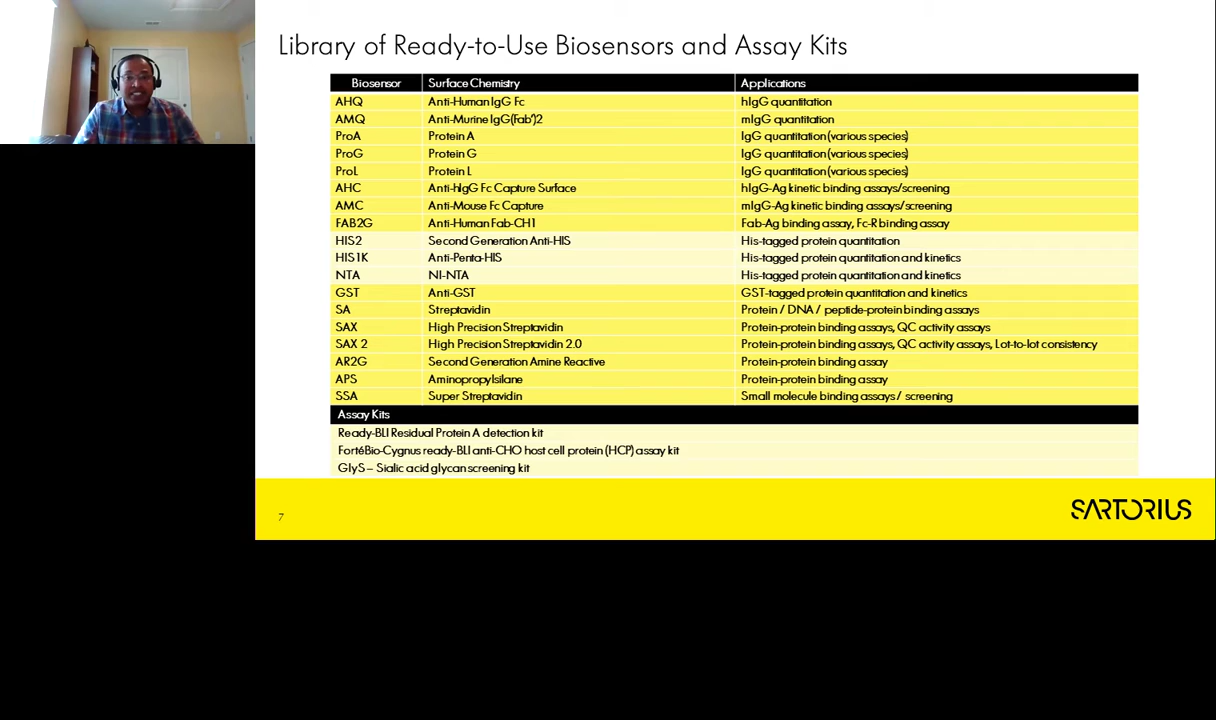 Library of Ready-to-Use Biosensors and Assay Kits
Biosensor Surface Chemistry Applications
AHQ Anti-Human IgG Fc hIgG quantitation
AMQ Anti-Murine IgG(Fab')2 mIgG quantitation
ProA Protein A IgG quantitation (various species)
ProG Protein G IgG quantitation (various species)
ProL Protein L IgG quantitation (various species)
AHC Anti-hIgG Fc Capture Surface hIgG-Ag kinetic binding assays/screening
AMC Anti-Mouse Fc Capture mIgG-Ag kinetic binding assays/screening
FAB2G Anti-Human Fab-CH1 Fab-Ag binding assay, Fc-R binding assay
HIS2 Second Generation Anti-HIS His-tagged protein quantitation
HIS1K Anti-Penta-HIS His-tagged protein quantitation and kinetics
NTA NI-NTA His-tagged protein quantitation and kinetics
GST Anti-GST GST-tagged protein quantitation and kinetics
SA Streptavidin Protein / DNA / peptide-protein binding assays
SAX High Precision Streptavidin Protein-protein binding assays, QC activity assays
SAX 2 High Precision Streptavidin 2.0 Protein-protein binding assays, QC activity assays, Lot-to-lot consistency
AR2G Second Generation Amine Reactive Protein-protein binding assay
APS Aminopropylsilane Protein-protein binding assay
SSA Super Streptavidin Small molecule binding assays / screening
Assay Kits
Ready-BLI Residual Protein A detection kit
FortéBio-Cygnus ready-BLI anti-CHO host cell protein (HCP) assay kit
GlyS – Sialic acid glycan screening kit
7
SARTORIUS